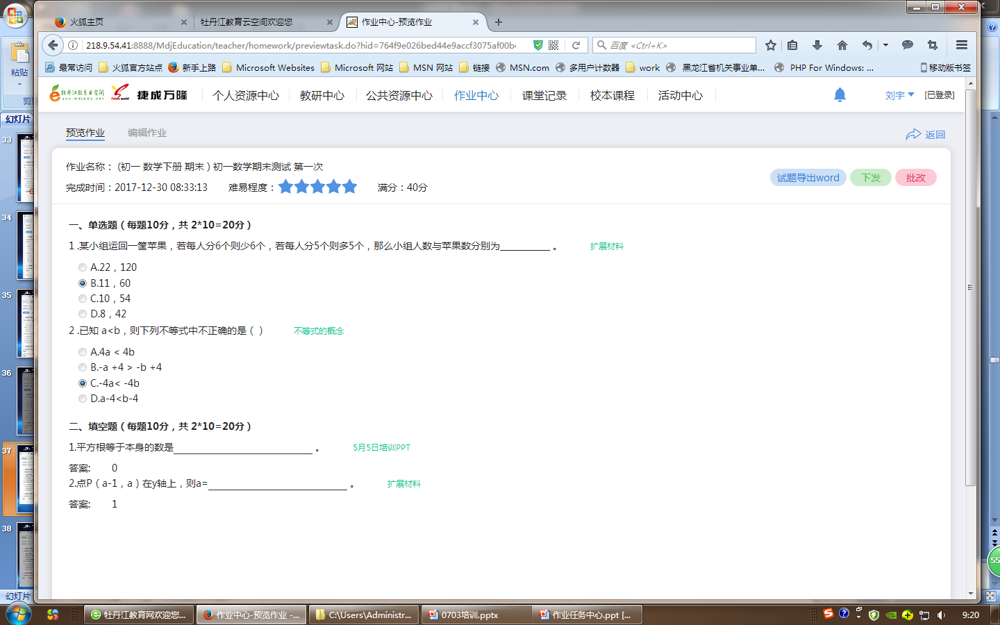 火狐主页
牡丹江教育云空间欢迎您
作业中心-预览作业
218.9.54.41:8888/MdjEducation/teacher/homework/previewtask.do?hid=764f9e026bed44e9accf3075af00b4
百度 <Ctrl+K>
最常访问 火狐官方站点 新手上路 Microsoft Websites Microsoft 网站 MSN 网站 链接 MSN.com 多用户计数器 work 黑龙江省机关事业单... PHP For Windows: ... 移动版书签
粘贴
幻灯片
33
34
35
36
37
38
幻灯片
牡丹江教育云空间
yun.mdjedu.net
Future world
捷成万隆
个人资源中心 教研中心 公共资源中心 作业中心 课堂记录 校本课程 活动中心
刘宇 [已登录]
预览作业 编辑作业
返回
作业名称： (初一 数学下册 期末 ) 初一数学期末测试 第一次
完成时间：2017-12-30 08:33:13 难易程度： 满分：40分
试题导出word 下发 批改
一、单选题（每题10分，共 2*10=20分）
1 .某小组运回一筐苹果，若每人分6个则少6个，若每人分5个则多5个，那么小组人数与苹果数分别为__________ 。 扩展材料
A.22，120
B.11，60
C.10，54
D.8，42
2 .已知 a<b，则下列不等式中不正确的是（ ） 不等式的概念
A.4a < 4b
B.-a +4 > -b +4
C.-4a< -4b
D.a-4<b-4
二、填空题（每题10分，共 2*10=20分）
1.平方根等于本身的数是____________________ 。 5月5日培训PPT
答案: 0
2.点P（a-1，a）在y轴上，则a=____________________ 。 扩展材料
答案: 1
55
牡丹江教育网欢迎您... 作业中心-预览作业 -... C:\Users\Administr... 0703培训.pptx 作业任务中心.ppt [...
9:20